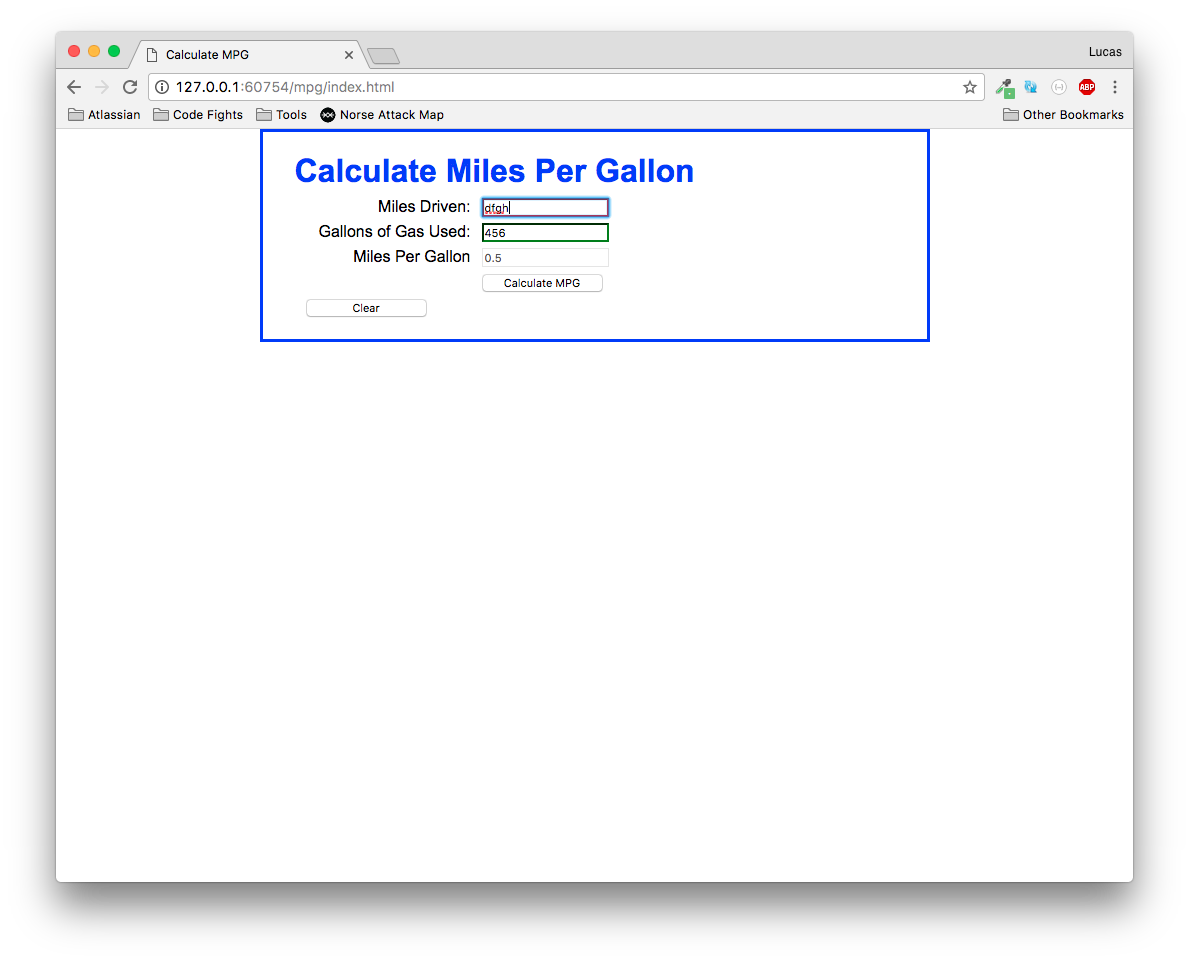 Calculate MPG
Lucas
127.0.0.1:60754/mpg/index.html
ABP
Atlassian Code Fights Tools Norse Attack Map Other Bookmarks
Calculate Miles Per Gallon
Miles Driven: dfgh
Gallons of Gas Used: 456
Miles Per Gallon 0.5
Calculate MPG
Clear